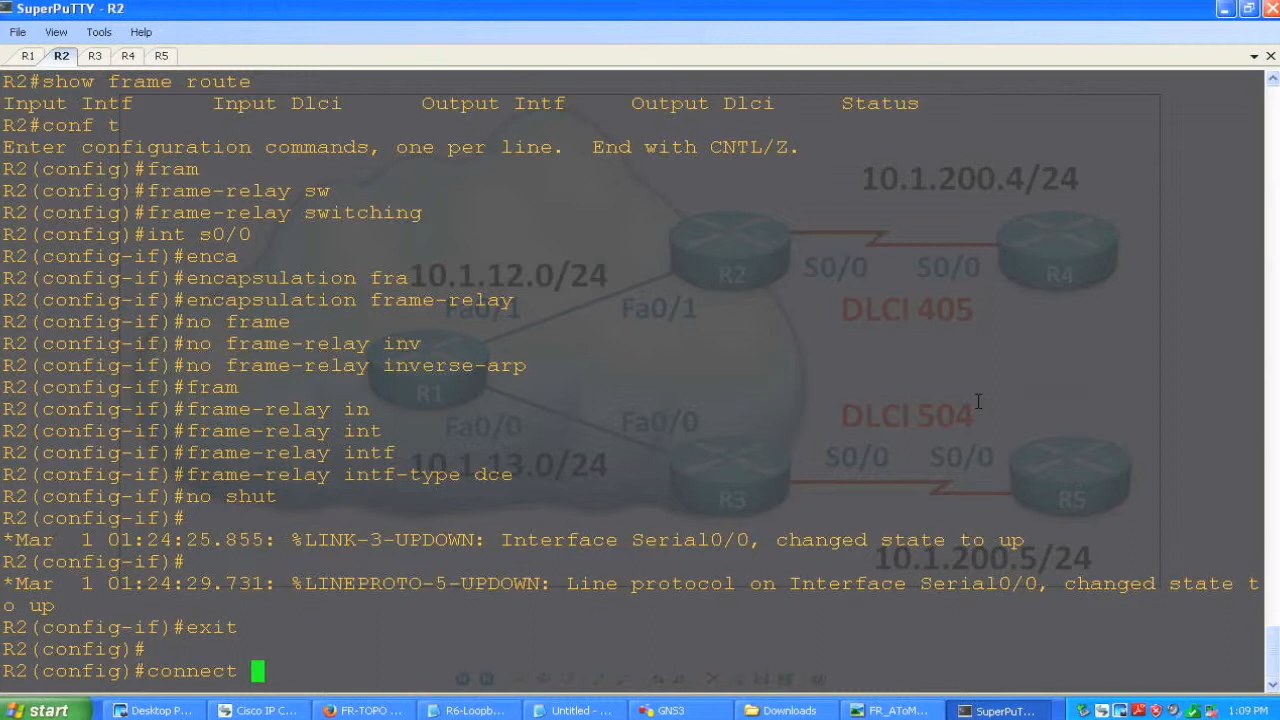 SuperPuTTY - R2
File View Tools Help
R1 R2 R3 R4 R5
R2#show frame route
Input Intf Input Dlci Output Intf Output Dlci Status
R2#conf t
Enter configuration commands, one per line. End with CNTL/Z.
R2(config)#fram
R2(config)#frame-relay sw
R2(config)#frame-relay switching
R2(config)#int s0/0
R2(config-if)#enca
R2(config-if)#encapsulation fra
R2(config-if)#encapsulation frame-relay
R2(config-if)#no frame
R2(config-if)#no frame-relay inv
R2(config-if)#no frame-relay inverse-arp
R2(config-if)#fram
R2(config-if)#frame-relay in
R2(config-if)#frame-relay int
R2(config-if)#frame-relay intf
R2(config-if)#frame-relay intf-type dce
R2(config-if)#no shut
R2(config-if)#
*Mar 1 01:24:25.855: %LINK-3-UPDOWN: Interface Serial0/0, changed state to up
R2(config-if)#
*Mar 1 01:24:29.731: %LINEPROTO-5-UPDOWN: Line protocol on Interface Serial0/0, changed state t
o up
R2(config-if)#exit
R2(config)#
R2(config)#connect
10.1.200.4/24
R2 S0/0 S0/0 R4
10.1.12.0/24
Fa0/1 Fa0/1
DLCI 405
R1
DLCI 504
Fa0/0 Fa0/0
S0/0 S0/0
10.1.13.0/24
R3 R5
10.1.200.5/24
start Desktop P... Cisco IP C... FR-TOPO ... R6-Loopb... Untitled - ... GNS3 Downloads FR_AToM... SuperPuT... 1:09 PM